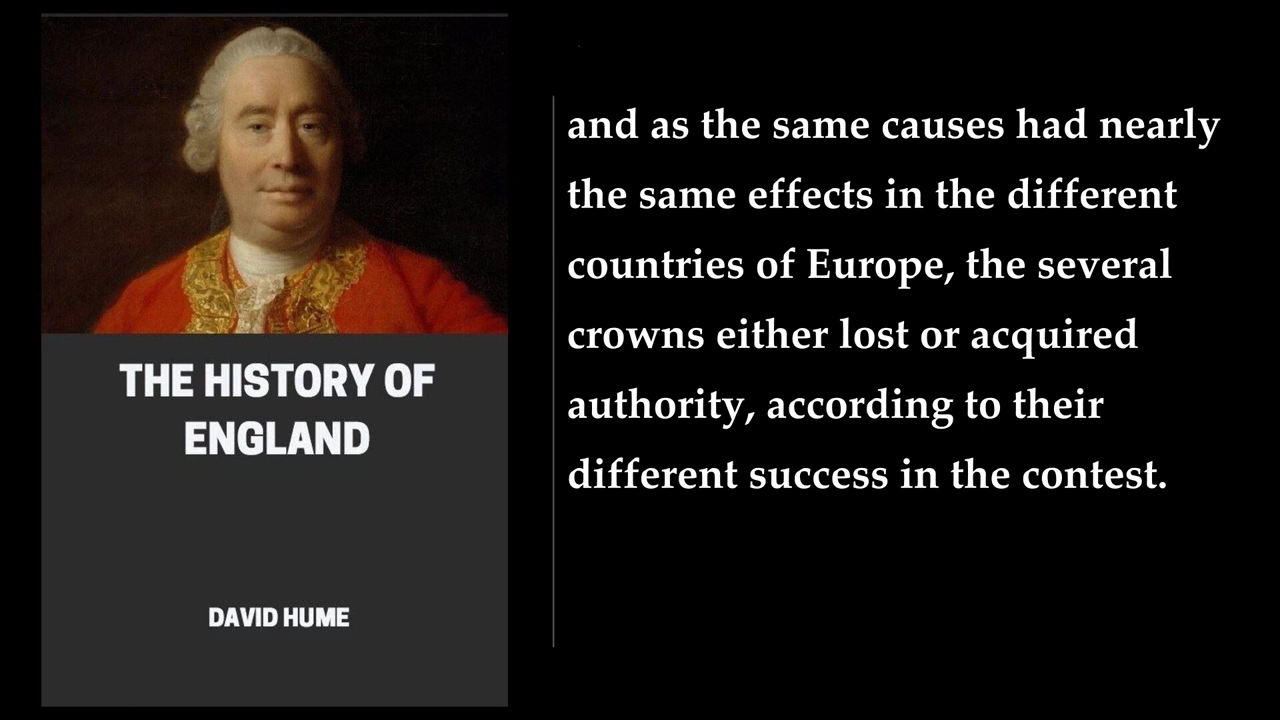 THE HISTORY OF
ENGLAND
DAVID HUME
and as the same causes had nearly
the same effects in the different
countries of Europe, the several
crowns either lost or acquired
authority, according to their
different success in the contest.